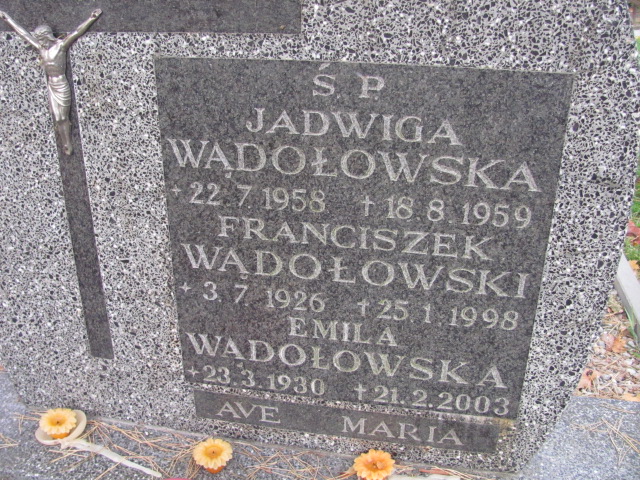 Ś P
JADWIGA
WĄDOŁOWSKA
+ 22.7.1958 † 18.8.1959
FRANCISZEK
WĄDOŁOWSKI
+ 3.7.1926 † 25.1.1998
EMILA
WĄDOŁOWSKA
+ 23.3.1930 † 21.2.2003
AVE MARIA